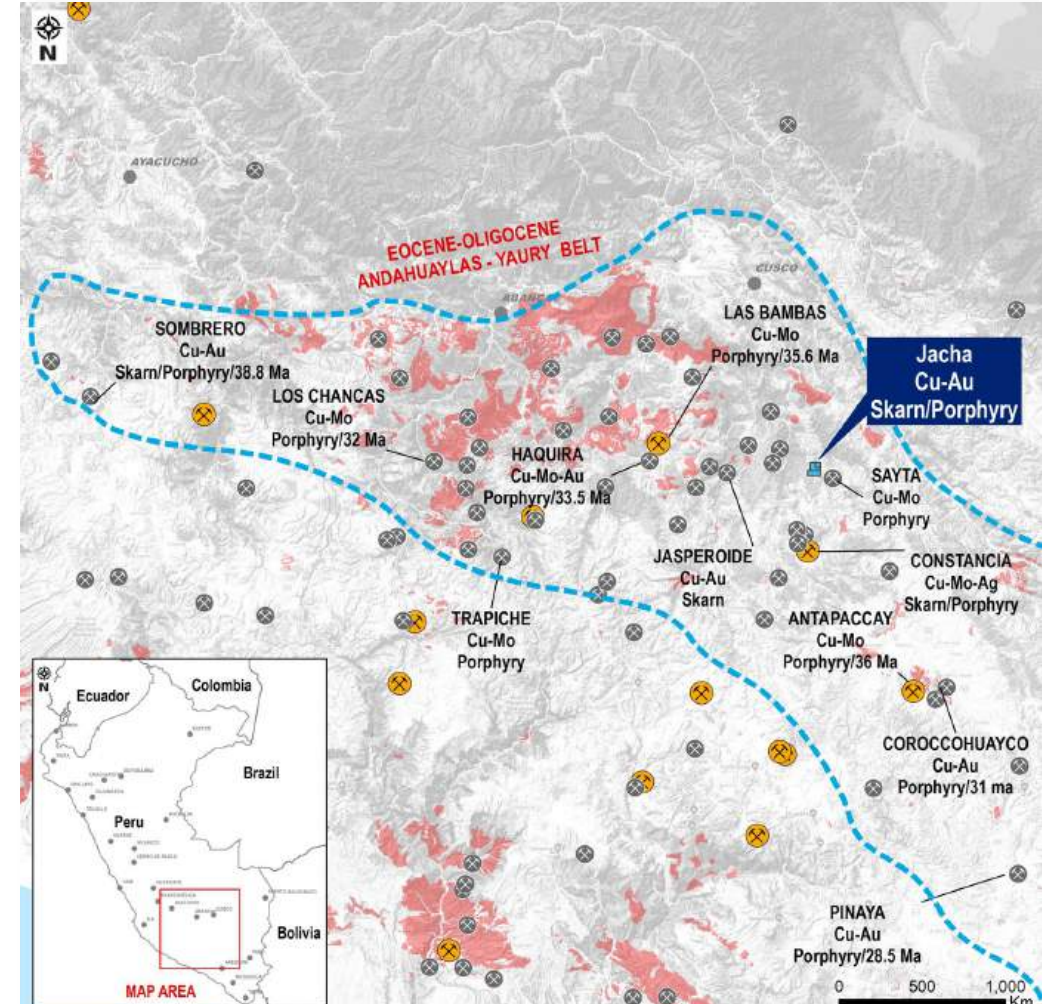 N
AYACUCHO
EOCENE-OLIGOCENE
ANDAHUAYLAS - YAURY BELT
CUSCO
SOMBRERO
Cu-Au
Skarn/Porphyry/38.8 Ma
LAS BAMBAS
Cu-Mo
Porphyry/35.6 Ma
Jacha
Cu-Au
Skarn/Porphyry
LOS CHANCAS
Cu-Mo
Porphyry/32 Ma
HAQUIRA
Cu-Mo-Au
Porphyry/33.5 Ma
SAYTA
Cu-Mo
Porphyry
JASPEROIDE
Cu-Au
Skarn
CONSTANCIA
Cu-Mo-Ag
Skarn/Porphyry
TRAPICHE
Cu-Mo
Porphyry
ANTAPACCAY
Cu-Mo
Porphyry/36 Ma
COROCCOHUAYCO
Cu-Au
Porphyry/31 ma
PINAYA
Cu-Au
Porphyry/28.5 Ma
0 500 1,000
Km
N
Ecuador
Colombia
Brazil
Peru
Bolivia
MAP AREA